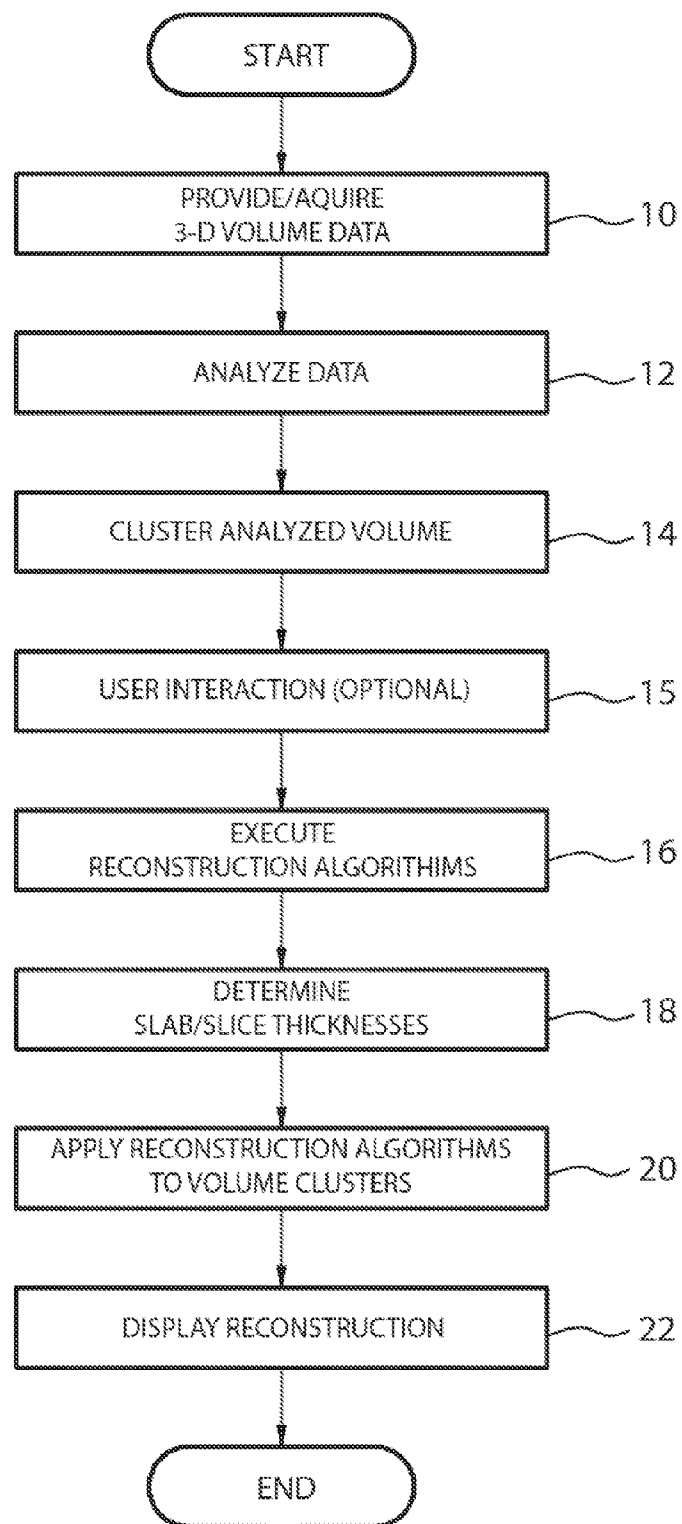 START
PROVIDE/AQUIRE
3-D VOLUME DATA
10
ANALYZE DATA
12
CLUSTER ANALYZED VOLUME
14
USER INTERACTION (OPTIONAL)
15
EXECUTE
RECONSTRUCTION ALGORITHIMS
16
DETERMINE
SLAB/SLICE THICKNESSES
18
APPLY RECONSTRUCTION ALGORITHMS
TO VOLUME CLUSTERS
20
DISPLAY RECONSTRUCTION
22
END